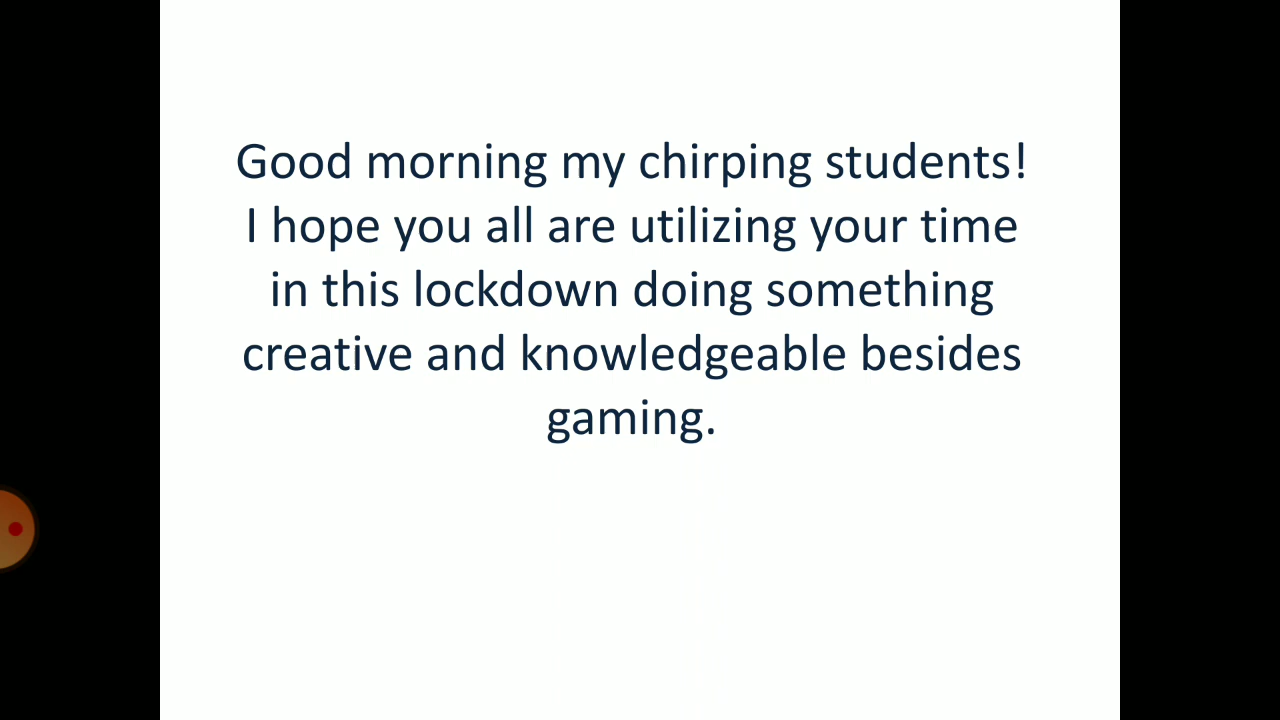 Good morning my chirping students!
I hope you all are utilizing your time
in this lockdown doing something
creative and knowledgeable besides
gaming.